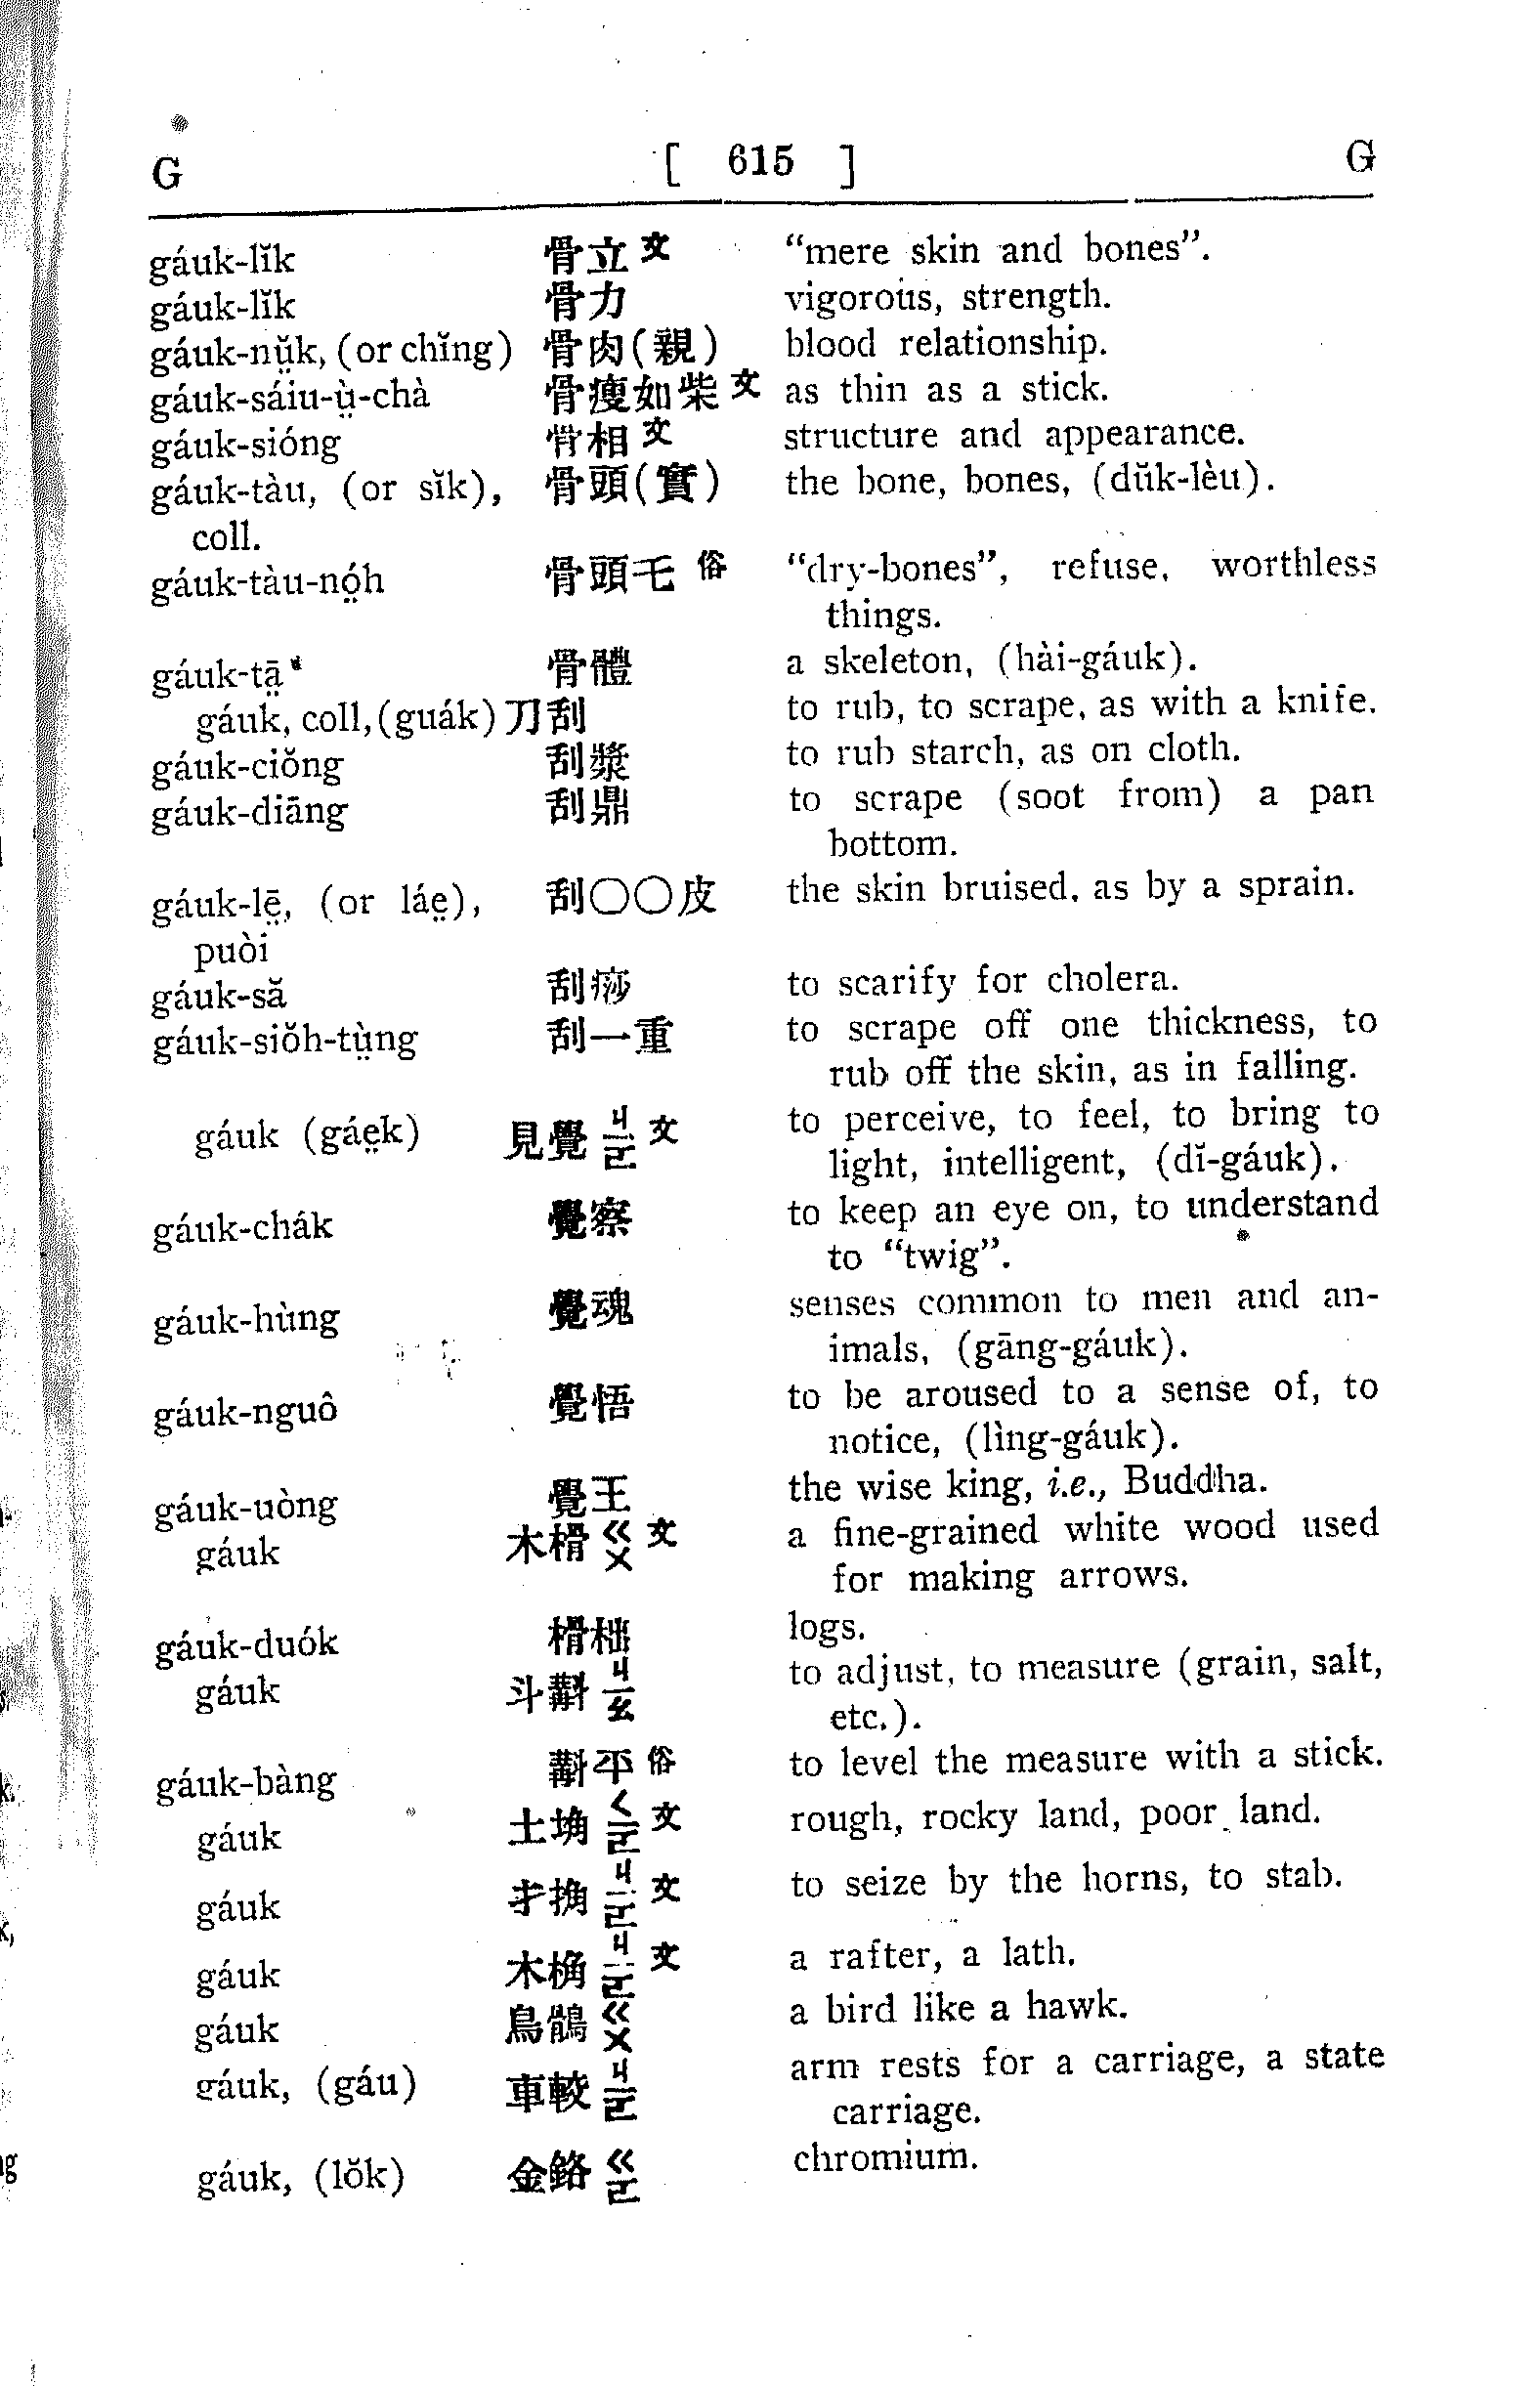 G [ 615 ] G
gáuk-lĭk 骨立文 “mere skin and bones”.
gáuk-lĭk 骨力 vigorous, strength.
gáuk-nṳ̆k, (or chĭng) 骨肉(親) blood relationship.
gáuk-sáiu-ṳ̀-chà 骨瘦如柴文 as thin as a stick.
gáuk-sióng 骨相文 structure and appearance.
gáuk-tàu, (or sĭk), 骨頭(實) the bone, bones, (dŭk-lèu).
coll.
gáuk-tàu-nó̤h 骨頭乇 俗 “dry-bones”, refuse, worthless
things.
gáuk-tā̤ 骨體 a skeleton, (hài-gáuk).
gáuk, coll,(guák) 刀刮 to rub, to scrape, as with a knife.
gáuk-ciŏng 刮漿 to rub starch, as on cloth.
gáuk-diāng 刮鼎 to scrape (soot from) a pan
bottom.
gáuk-lē̤, (or láe̤), 刮〇〇皮 the skin bruised, as by a sprain.
puòi
gáuk-să 刮痧 to scarify for cholera.
gáuk-siŏh-tṳ̀ng 刮一重 to scrape off one thickness, to
rub off the skin, as in falling.
gáuk (gáe̤k) 見覺 ㄐㄧㄩ 文 to perceive, to feel, to bring to
light, intelligent, (dĭ-gáuk).
gáuk-chák 覺察 to keep an eye on, to understand
to “twig”.
gáuk-hùng 覺魂 senses common to men and an-
imals, (gāng-gáuk).
gáuk-nguô 覺悟 to be aroused to a sense of, to
notice, (lìng-gáuk).
gáuk-uòng 覺王 the wise king, i.e., Buddha.
gáuk 木榾 ㄍㄨ 文 a fine-grained white wood used
for making arrows.
gáuk-duók 榾柮 logs.
gáuk 斗斠 ㄐㄧㄠ to adjust, to measure (grain, salt,
etc.).
gáuk-bàng 斠平 俗 to level the measure with a stick.
gáuk 土埆 文 rough, rocky land, poor land.
gáuk 才捔 文 to seize by the horns, to stab.
gáuk 木桷 文 a rafter, a lath.
gáuk 鳥鶻 ㄍㄨ a bird like a hawk.
gáuk, (gáu) 車較 arm rests for a carriage, a state
carriage.
gáuk, (lŏk) 金鉻 chromium.